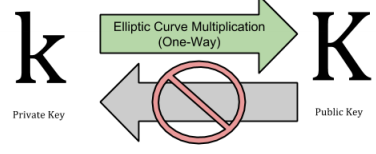 k
Elliptic Curve Multiplication
(One-Way)
K
Private Key
Public Key